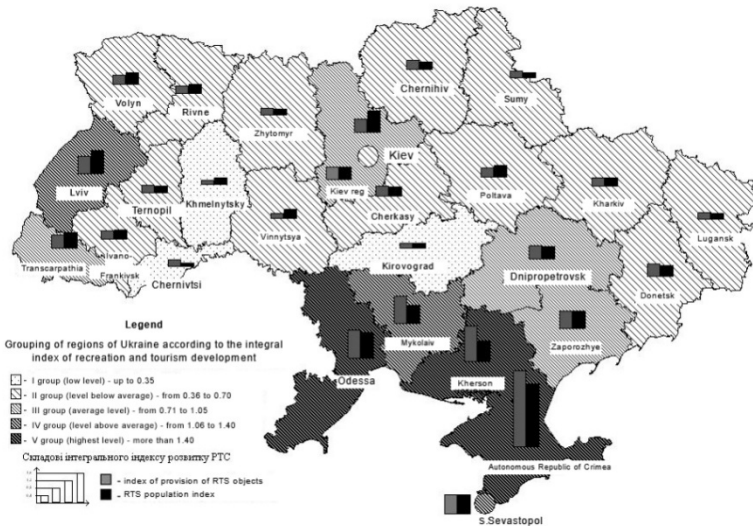 Volyn
Rivne
Chernihiv
Sumy
Zhytomyr
Kiev
Lviv
Ternopil
Khmelnytsky
Kiev reg
Cherkasy
Poltava
Kharkiv
Lugansk
Vinnytsya
Transcarpathia
Ivano-
Frankivsk
Chernivtsi
Kirovograd
Dnipropetrovsk
Donetsk
Mykolaiv
Zaporozhye
Odessa
Kherson
Autonomous Republic of Crimea
s.Sevastopol
Legend
Grouping of regions of Ukraine according to the integral
index of recreation and tourism development
- I group (low level) - up to 0.35
- II group (level below average) - from 0.36 to 0.70
- III group (average level) - from 0.71 to 1.05
- IV group (level above average) - from 1.06 to 1.40
- V group (highest level) - more than 1.40
Складові інтегрального індексу розвитку РТС
- index of provision of RTS objects
- RTS population index